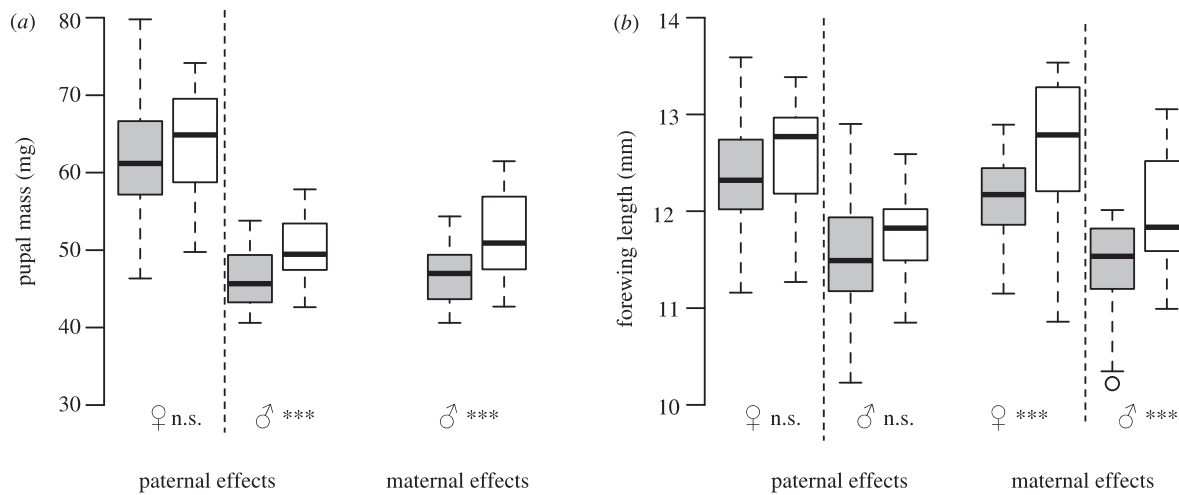 (a)
pupal mass (mg)
80
70
60
50
40
30
♀ n.s.
♂ ***
♂ ***
paternal effects
maternal effects
(b)
forewing length (mm)
14
13
12
11
10
♀ n.s.
♂ n.s.
♀ ***
♂ ***
paternal effects
maternal effects